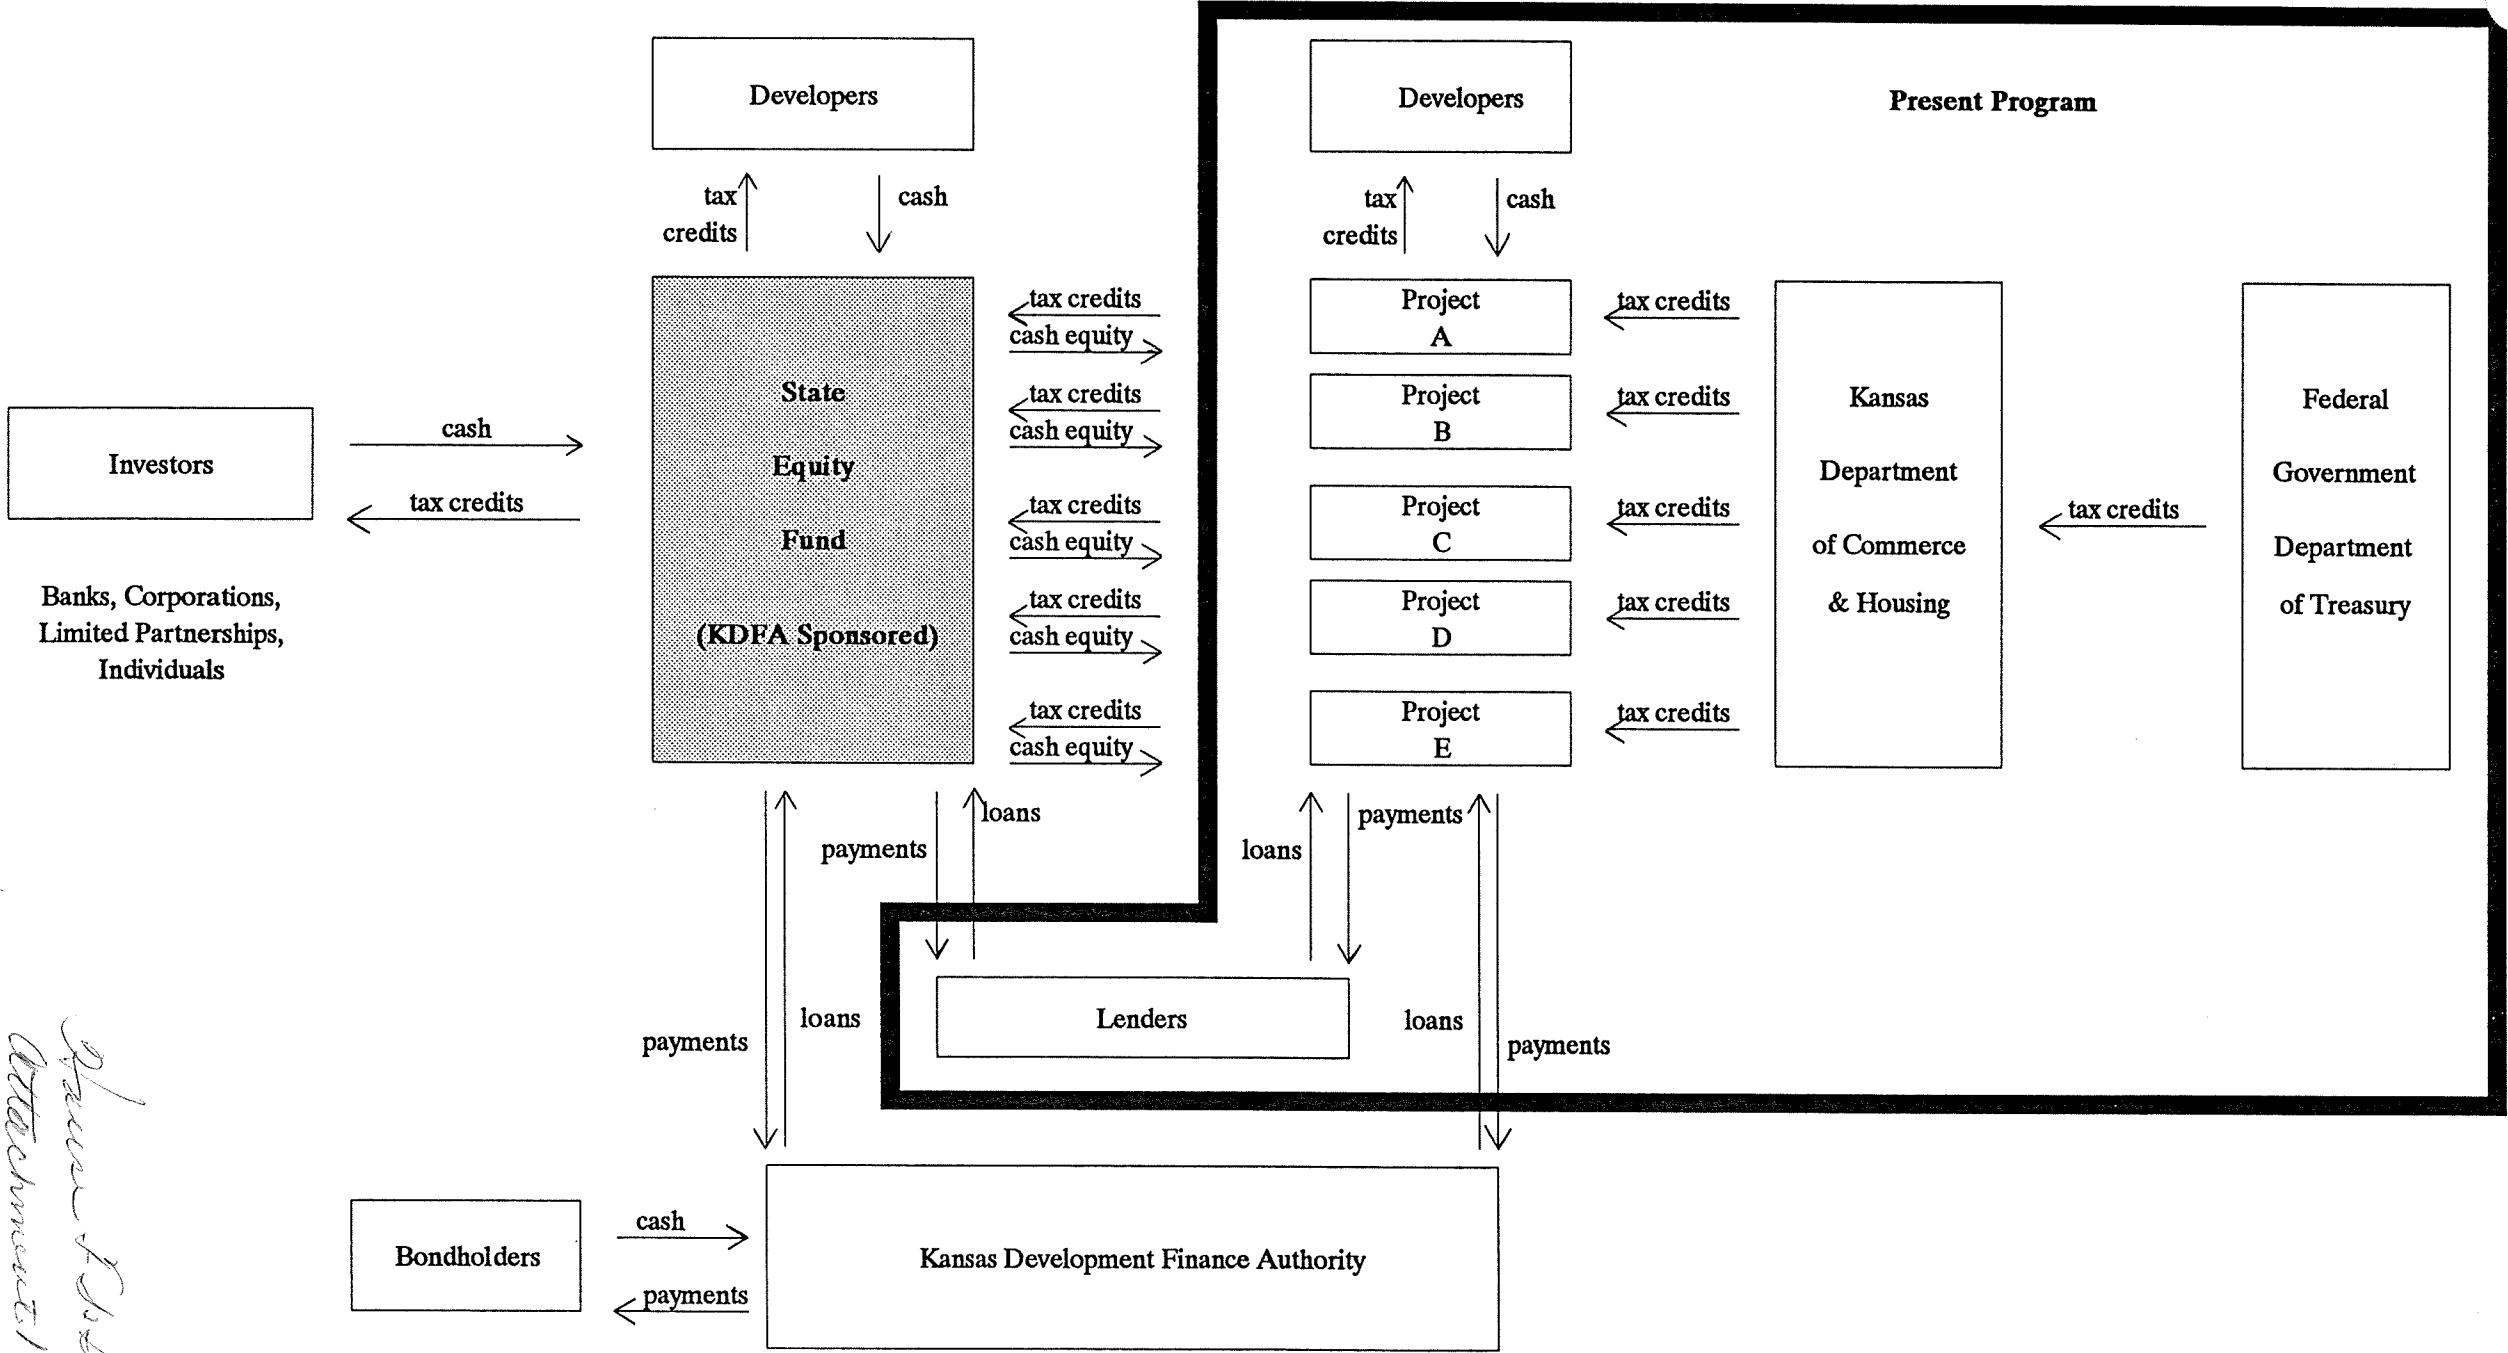 Developers
Developers
Present Program
tax
credits
cash
tax
credits
cash
State
Equity
Fund
(KDFA Sponsored)
tax credits
cash equity
tax credits
cash equity
tax credits
cash equity
tax credits
cash equity
tax credits
cash equity
Project
A
Project
B
Project
C
Project
D
Project
E
tax credits
tax credits
tax credits
tax credits
tax credits
Kansas
Department
of Commerce
& Housing
tax credits
Federal
Government
Department
of Treasury
Investors
cash
tax credits
Banks, Corporations,
Limited Partnerships,
Individuals
payments
loans
loans
payments
payments
loans
Lenders
loans
payments
Bondholders
cash
payments
Kansas Development Finance Authority
Attachment 1